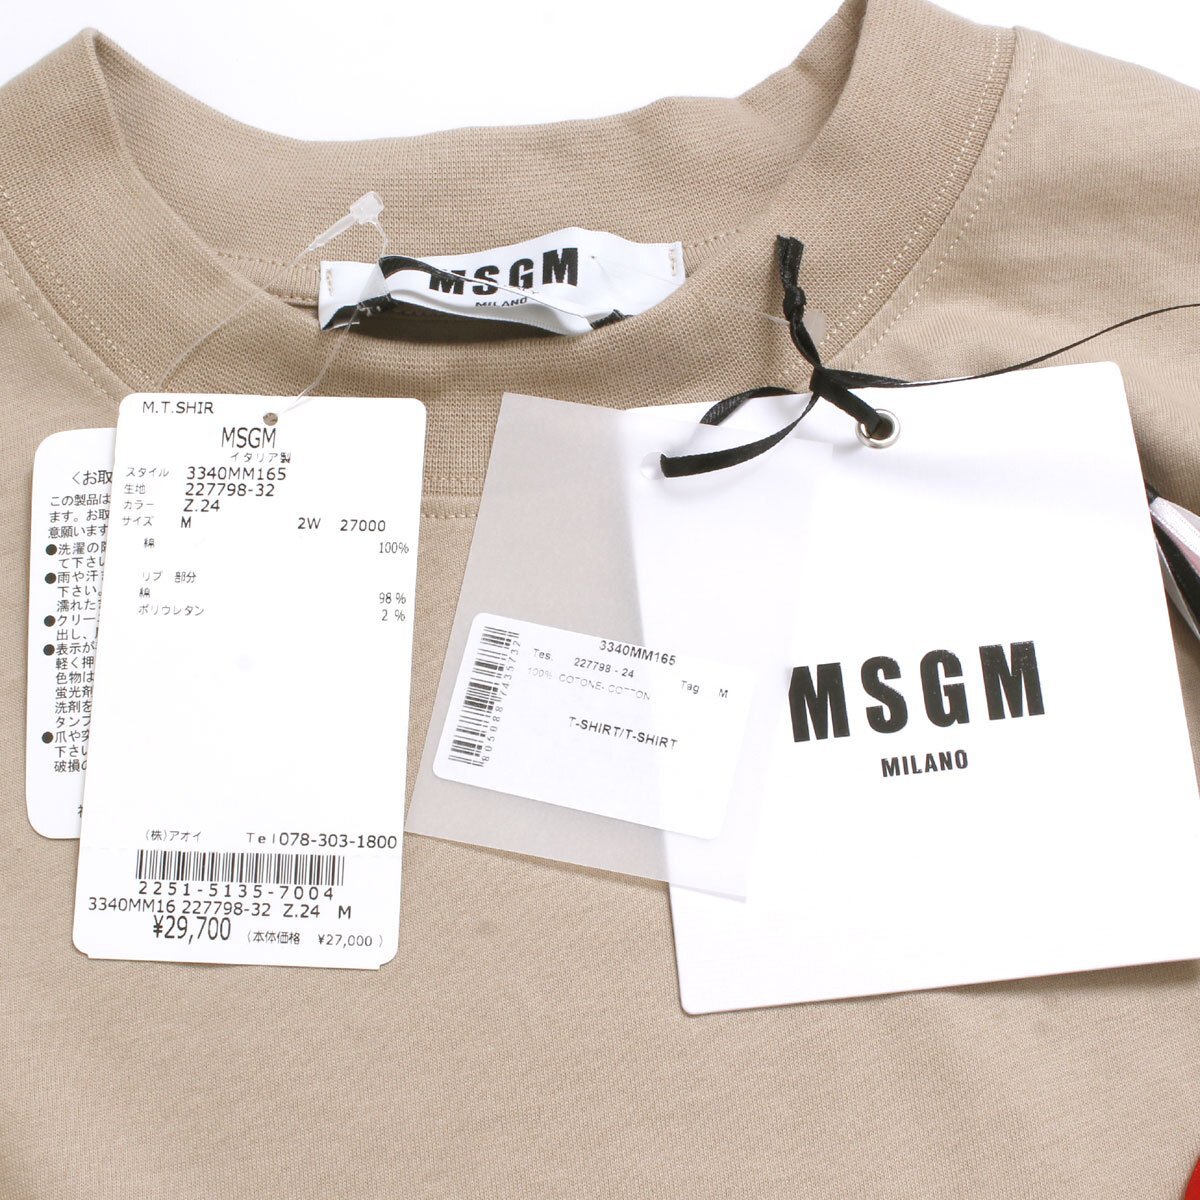 MSGM
MILANO
M.T.SHIR
MSGM
イタリア製
スタイル 3340MM165
生地 227798-32
カラー Z.24
サイズ M 2W 27000
綿 100%
リブ 部分
綿 98 %
ポリウレタン 2 %
(株)アオイ Tel078-303-1800
2251-5135-7004
3340MM16 227798-32 Z.24 M
¥29,700 (本体価格 ¥27,000)
〈お取
この製品は
ます。お取
意願います
●洗濯の際
て下さい
●雨や汗
下さい。
濡れた
●クリー
出し、
●表示が
軽く押
色物は
蛍光剤
洗剤を
タンブ
●爪や突
下さい
破損の
3340MM165
Tes. 227798 - 24
100% COTONE- COTTON Tag M
T-SHIRT/T-SHIRT
80508887435732
MSGM
MILANO